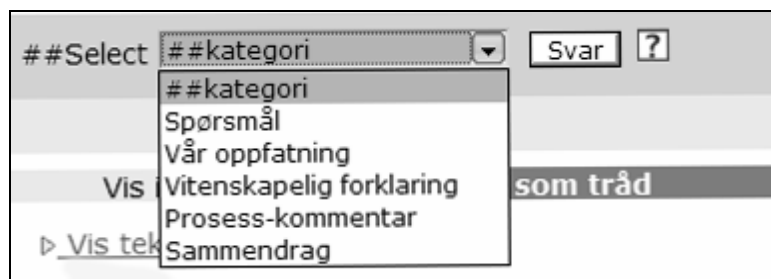 ##Select ##kategori Svar ?
##kategori
Spørsmål
Vår oppfatning
Vis i Vitenskapelig forklaring som tråd
Prosess-kommentar
Vis tek Sammendrag